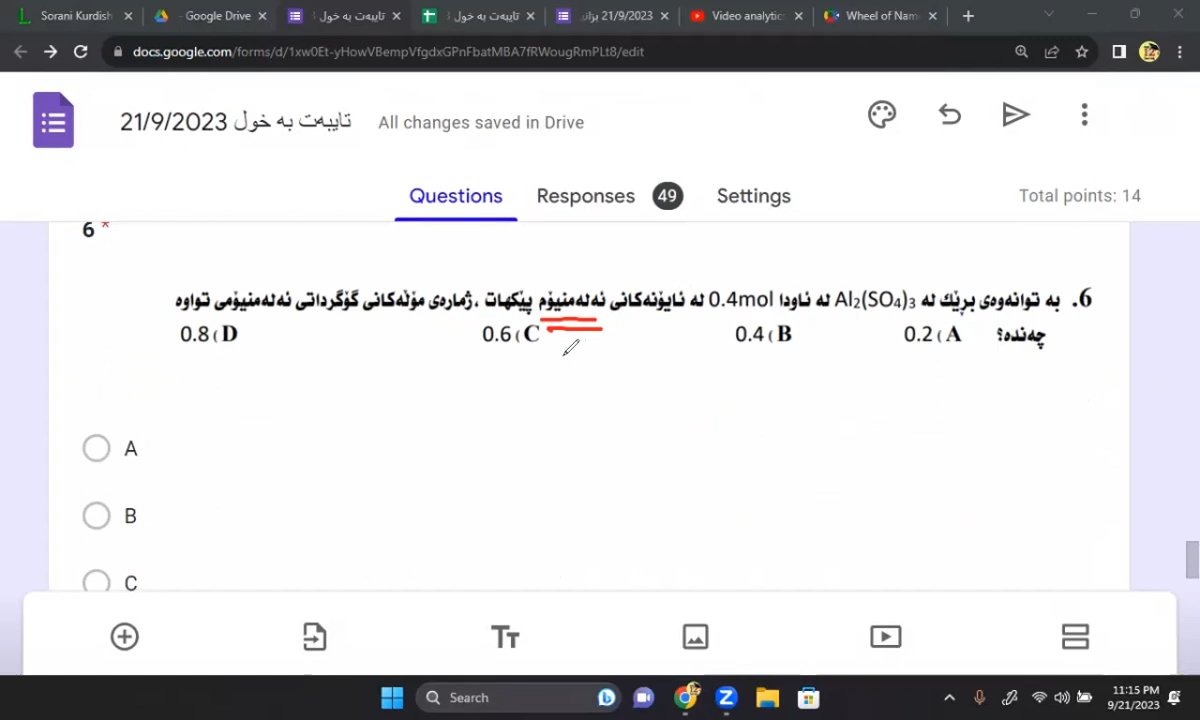 Sorani Kurdish
- Google Drive
تایبەت بە خول
تایبەت بە خول
21/9/2023
Video analytic
Wheel of Nam
docs.google.com/forms/d/1xw0Et-yHowVBempVfgdxGPnFbatMBA7fRWougRmPLt8/edit
تایبەت بە خول 21/9/2023
All changes saved in Drive
Questions
Responses 49
Settings
Total points: 14
6 *
6. بە توانەوەی بڕێك لە Al₂(SO₄)₃ لە ئاودا 0.4mol لە ئایۆنەکانی ئەلەمنیۆم پێکهات ،ژمارەی مۆڵەکانی گۆگرداتی ئەلەمنیۆمی تواوە
چەندە؟ A) 0.2 B) 0.4 C) 0.6 D) 0.8
A
B
C
Search
11:15 PM
9/21/2023